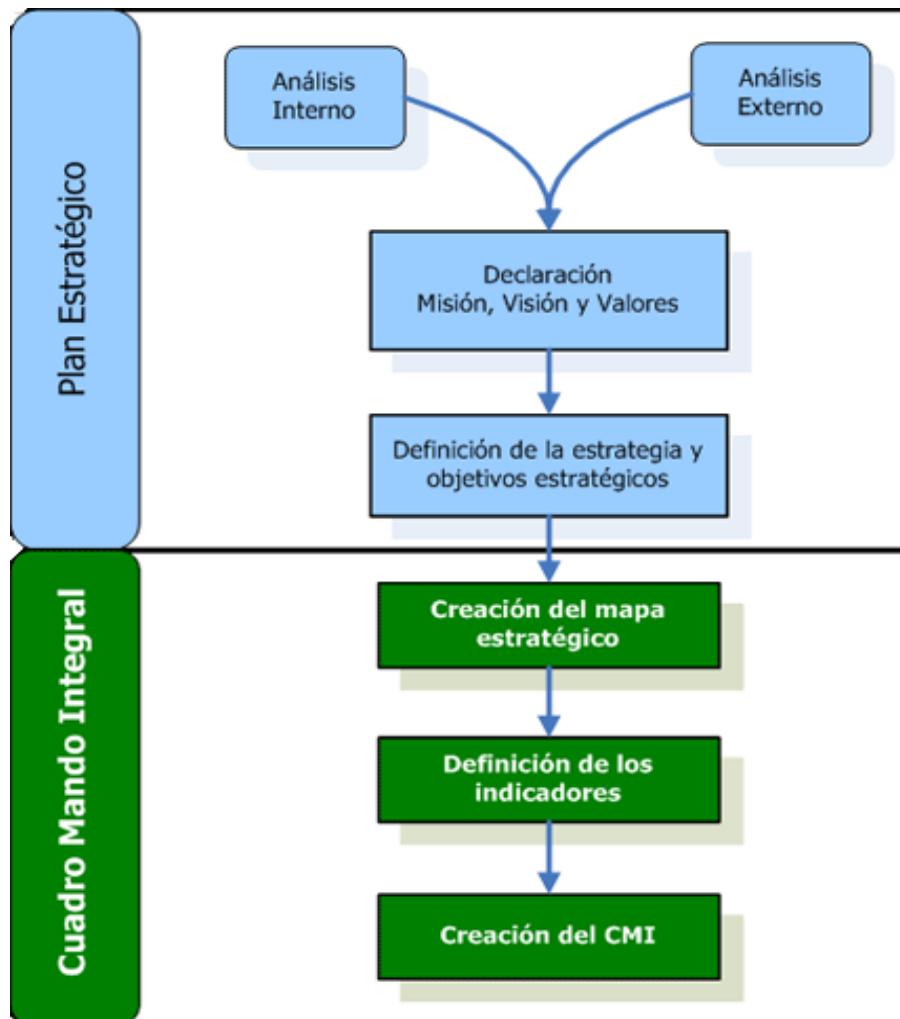 Plan Estratégico
Análisis
Interno
Análisis
Externo
Declaración
Misión, Visión y Valores
Definición de la estrategia y
objetivos estratégicos
Cuadro Mando Integral
Creación del mapa
estratégico
Definición de los
indicadores
Creación del CMI